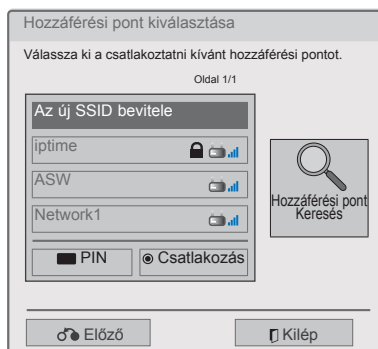 Hozzáférési pont kiválasztása
Válassza ki a csatlakoztatni kívánt hozzáférési pontot.
Oldal 1/1
Az új SSID bevitele
iptime
ASW
Network1
Hozzáférési pont
Keresés
PIN
Csatlakozás
Előző
Kilép